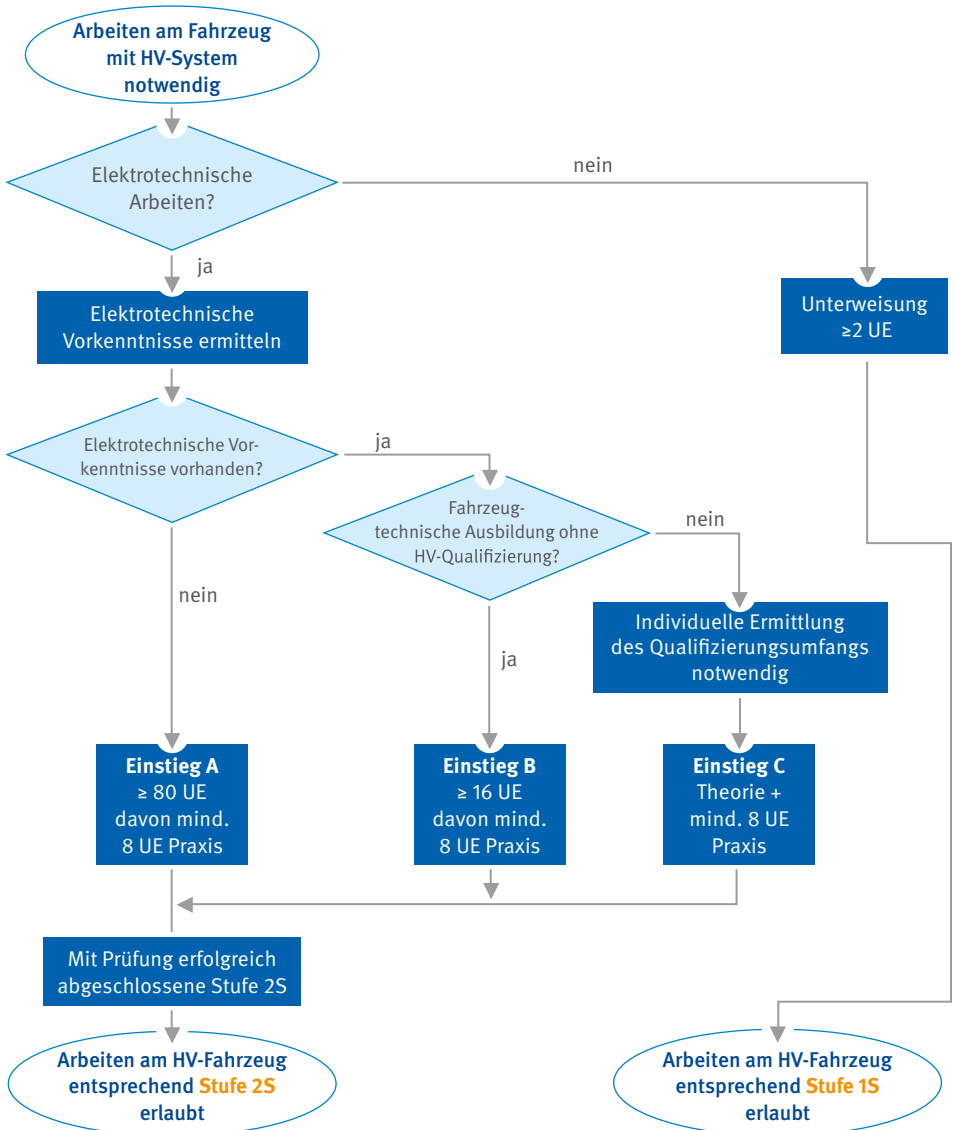 Arbeiten am Fahrzeug
mit HV-System
notwendig
Elektrotechnische
Arbeiten?
nein
ja
Elektrotechnische
Vorkenntnisse ermitteln
Unterweisung
≥2 UE
Elektrotechnische Vor-
kenntnisse vorhanden?
ja
Fahrzeug-
technische Ausbildung ohne
HV-Qualifizierung?
nein
nein
ja
Individuelle Ermittlung
des Qualifizierungsumfangs
notwendig
Einstieg A
≥ 80 UE
davon mind.
8 UE Praxis
Einstieg B
≥ 16 UE
davon mind.
8 UE Praxis
Einstieg C
Theorie +
mind. 8 UE
Praxis
Mit Prüfung erfolgreich
abgeschlossene Stufe 2S
Arbeiten am HV-Fahrzeug
entsprechend Stufe 2S
erlaubt
Arbeiten am HV-Fahrzeug
entsprechend Stufe 1S
erlaubt